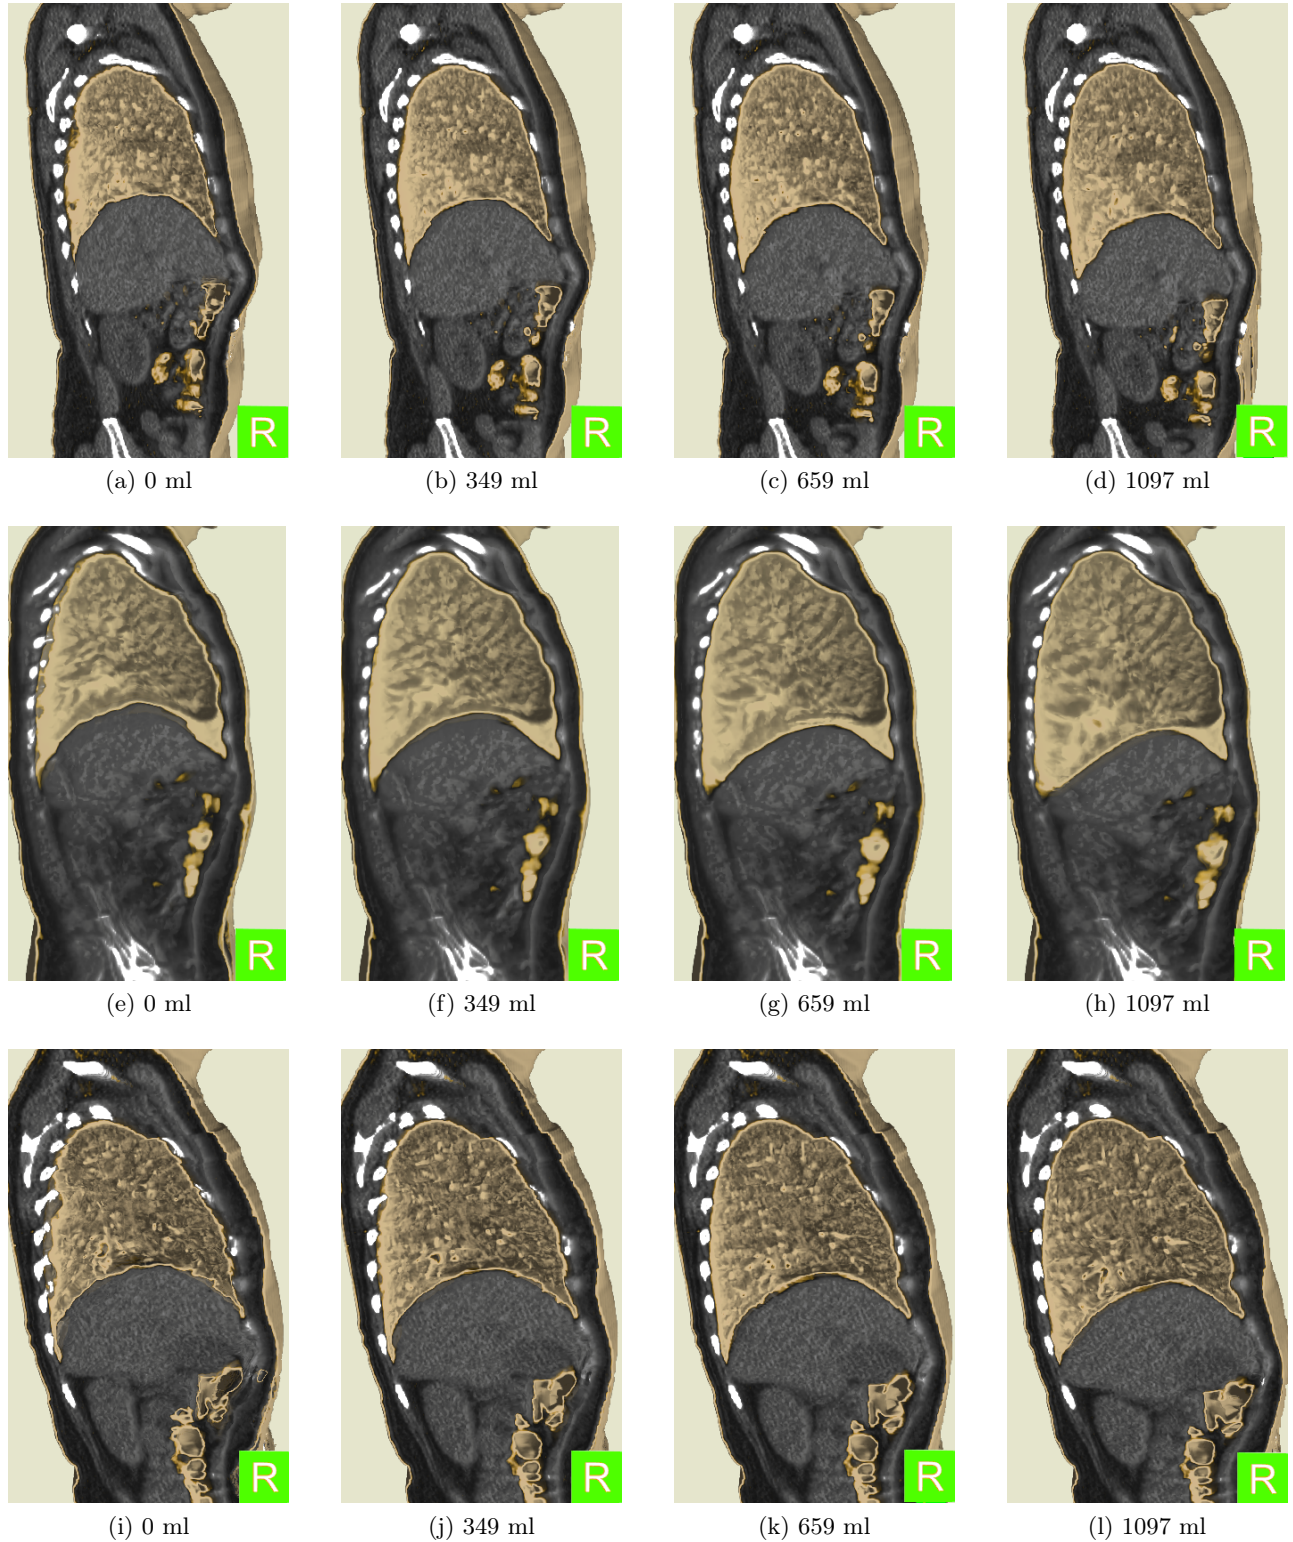 R R R R
(a) 0 ml (b) 349 ml (c) 659 ml (d) 1097 ml
R R R R
(e) 0 ml (f) 349 ml (g) 659 ml (h) 1097 ml
R R R R
(i) 0 ml (j) 349 ml (k) 659 ml (l) 1097 ml